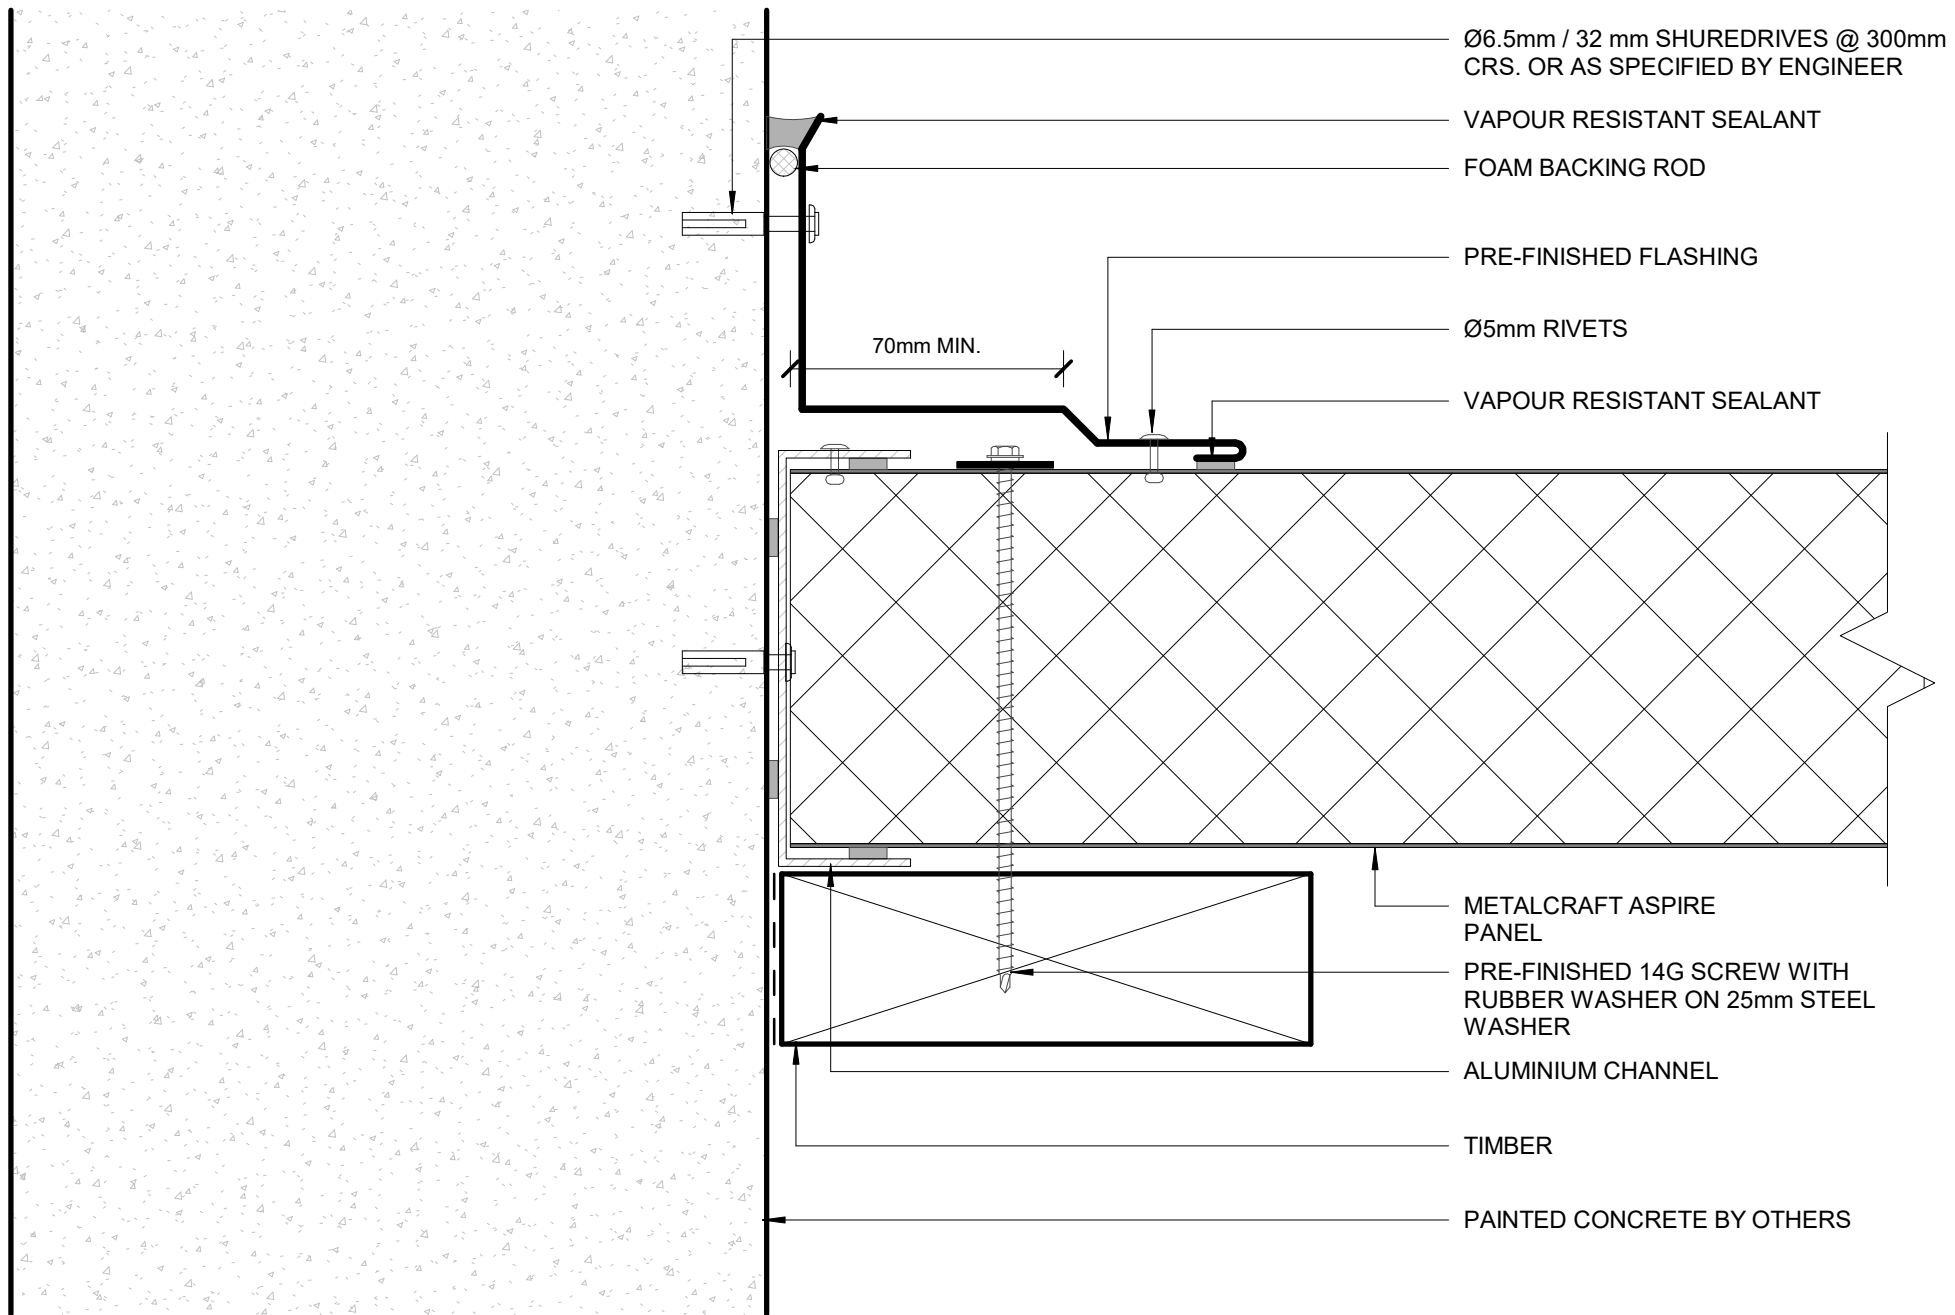 Ø6.5mm / 32 mm SHUREDRIVES @ 300mm
CRS. OR AS SPECIFIED BY ENGINEER
VAPOUR RESISTANT SEALANT
FOAM BACKING ROD
PRE-FINISHED FLASHING
Ø5mm RIVETS
70mm MIN.
VAPOUR RESISTANT SEALANT
METALCRAFT ASPIRE
PANEL
PRE-FINISHED 14G SCREW WITH
RUBBER WASHER ON 25mm STEEL
WASHER
ALUMINIUM CHANNEL
TIMBER
PAINTED CONCRETE BY OTHERS